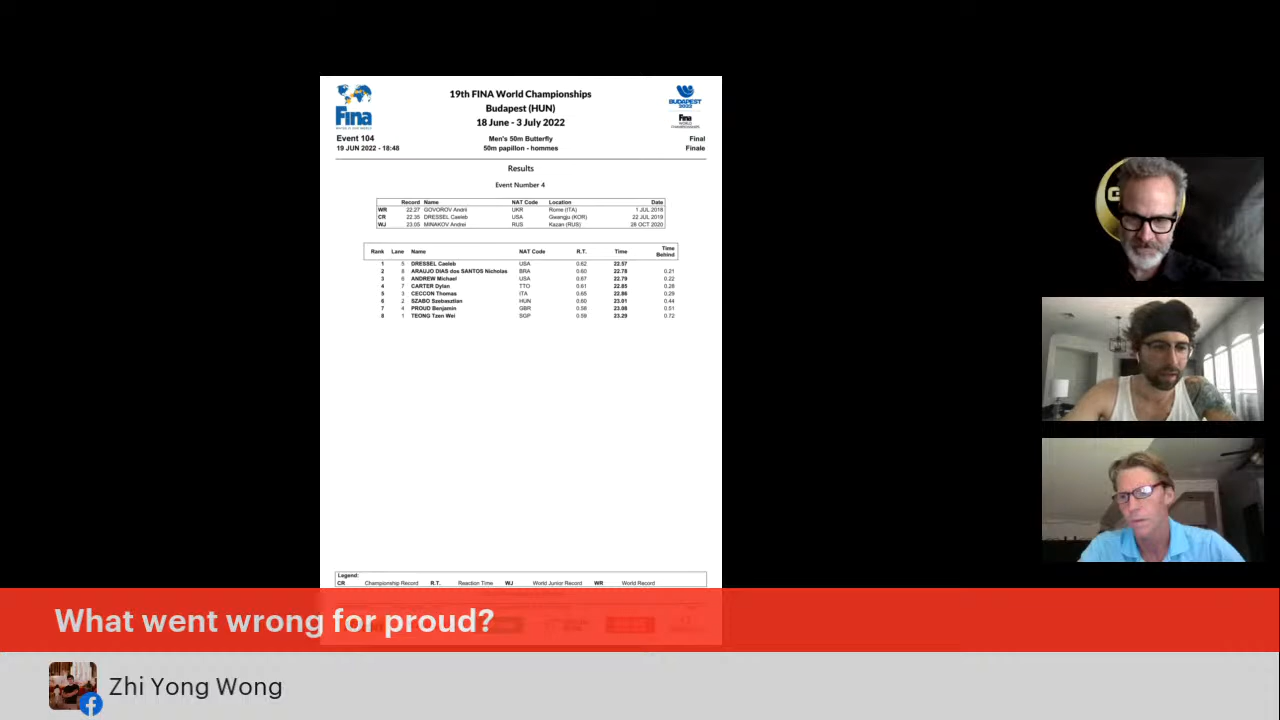 19th FINA World Championships
Budapest (HUN)
18 June - 3 July 2022
Fina
BUDAPEST
2022
Fina
WORLD
CHAMPIONSHIPS
Event 104
Men's 50m Butterfly
Final
19 JUN 2022 - 18:48
50m papillon - hommes
Finale
Results
Event Number 4
Record Name NAT Code Location Date
WR 22.27 GOVOROV Andrii UKR Rome (ITA) 1 JUL 2018
CR 22.35 DRESSEL Caeleb USA Gwangju (KOR) 22 JUL 2019
WJ 23.05 MINAKOV Andrei RUS Kazan (RUS) 26 OCT 2020
Rank Lane Name NAT Code R.T. Time Time Behind
1 5 DRESSEL Caeleb USA 0.62 22.57
2 8 ARAUJO DIAS dos SANTOS Nicholas BRA 0.60 22.78 0.21
3 6 ANDREW Michael USA 0.67 22.79 0.22
4 7 CARTER Dylan TTO 0.61 22.85 0.28
5 3 CECCON Thomas ITA 0.65 22.86 0.29
6 2 SZABO Szebasztian HUN 0.60 23.01 0.44
7 4 PROUD Benjamin GBR 0.58 23.08 0.51
8 1 TEONG Tzen Wei SGP 0.59 23.29 0.72
Legend:
CR Championship Record R.T. Reaction Time WJ World Junior Record WR World Record
What went wrong for proud?
Zhi Yong Wong